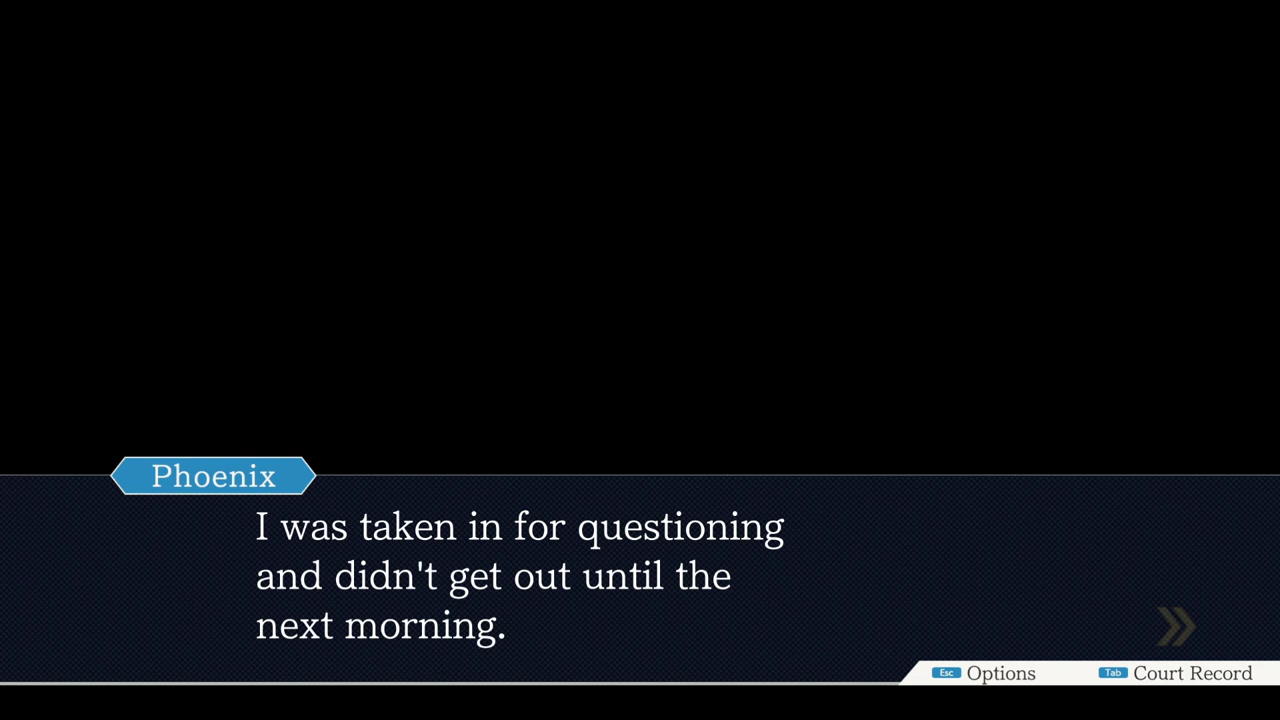 Phoenix
I was taken in for questioning
and didn't get out until the
next morning.
Esc Options Tab Court Record